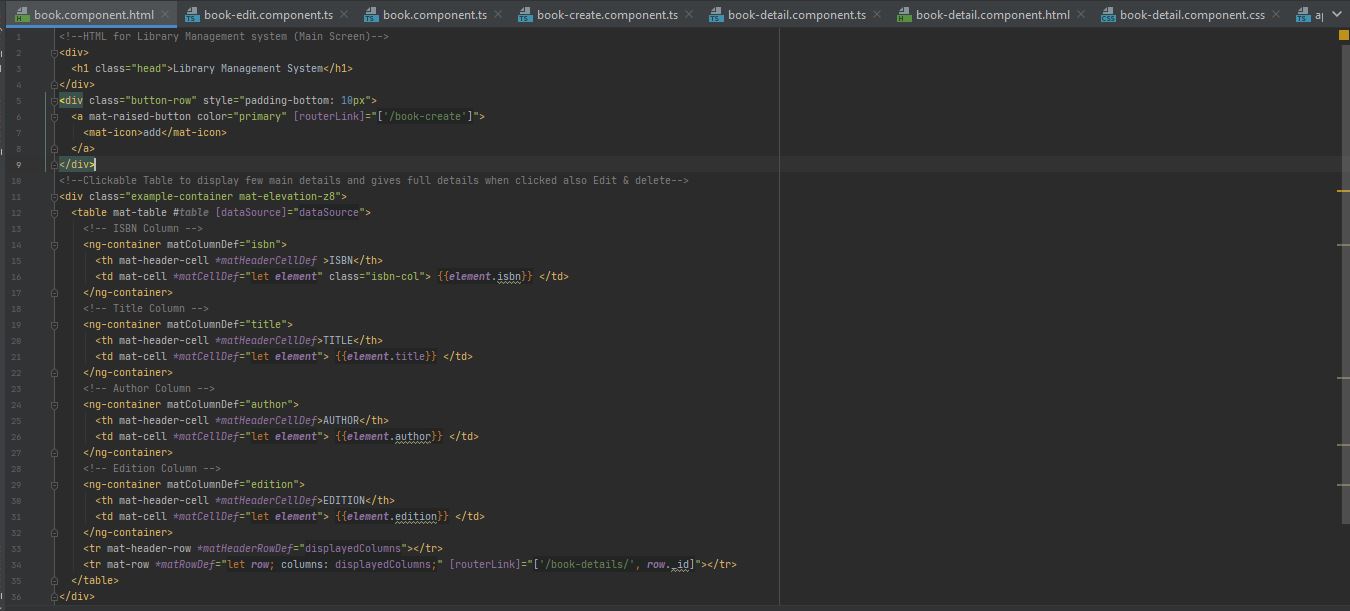 book.component.html
book-edit.component.ts
book.component.ts
book-create.component.ts
book-detail.component.ts
book-detail.component.html
book-detail.component.css
1 <!--HTML for Library Management system (Main Screen)-->
2 <div>
3 <h1 class="head">Library Management System</h1>
4 </div>
5 <div class="button-row" style="padding-bottom: 10px">
6 <a mat-raised-button color="primary" [routerLink]="['/book-create']">
7 <mat-icon>add</mat-icon>
8 </a>
9 </div>
10 <!--Clickable Table to display few main details and gives full details when clicked also Edit & delete-->
11 <div class="example-container mat-elevation-z8">
12 <table mat-table #table [dataSource]="dataSource">
13 <!-- ISBN Column -->
14 <ng-container matColumnDef="isbn">
15 <th mat-header-cell *matHeaderCellDef >ISBN</th>
16 <td mat-cell *matCellDef="let element" class="isbn-col"> {{element.isbn}} </td>
17 </ng-container>
18 <!-- Title Column -->
19 <ng-container matColumnDef="title">
20 <th mat-header-cell *matHeaderCellDef>TITLE</th>
21 <td mat-cell *matCellDef="let element"> {{element.title}} </td>
22 </ng-container>
23 <!-- Author Column -->
24 <ng-container matColumnDef="author">
25 <th mat-header-cell *matHeaderCellDef>AUTHOR</th>
26 <td mat-cell *matCellDef="let element"> {{element.author}} </td>
27 </ng-container>
28 <!-- Edition Column -->
29 <ng-container matColumnDef="edition">
30 <th mat-header-cell *matHeaderCellDef>EDITION</th>
31 <td mat-cell *matCellDef="let element"> {{element.edition}} </td>
32 </ng-container>
33 <tr mat-header-row *matHeaderRowDef="displayedColumns"></tr>
34 <tr mat-row *matRowDef="let row; columns: displayedColumns;" [routerLink]="['/book-details/', row._id]"></tr>
35 </table>
36 </div>